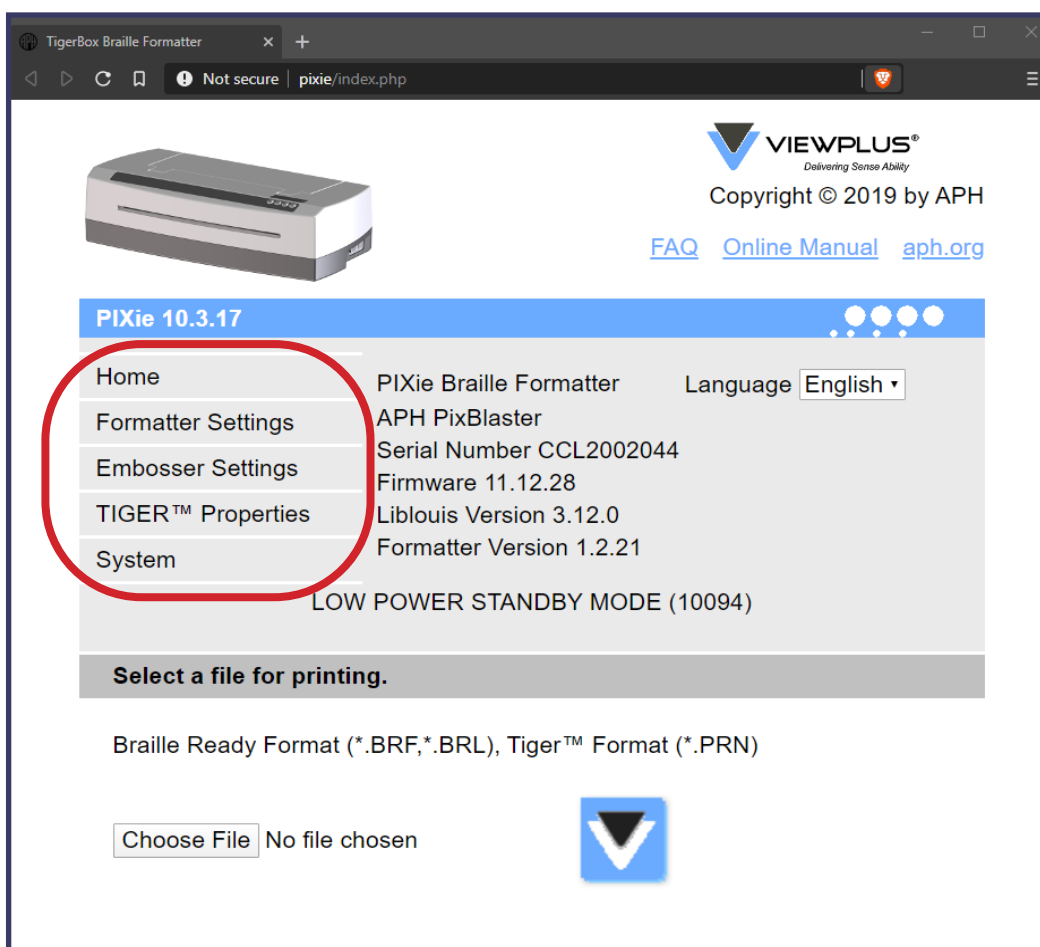 TigerBox Braille Formatter
Not secure | pixie/index.php
VIEWPLUS®
Delivering Sense Ability
Copyright © 2019 by APH
FAQ Online Manual aph.org
PIXie 10.3.17
Home
Formatter Settings
Embosser Settings
TIGER™ Properties
System
PIXie Braille Formatter Language English
APH PixBlaster
Serial Number CCL2002044
Firmware 11.12.28
Liblouis Version 3.12.0
Formatter Version 1.2.21
LOW POWER STANDBY MODE (10094)
Select a file for printing.
Braille Ready Format (*.BRF,*.BRL), Tiger™ Format (*.PRN)
Choose File No file chosen